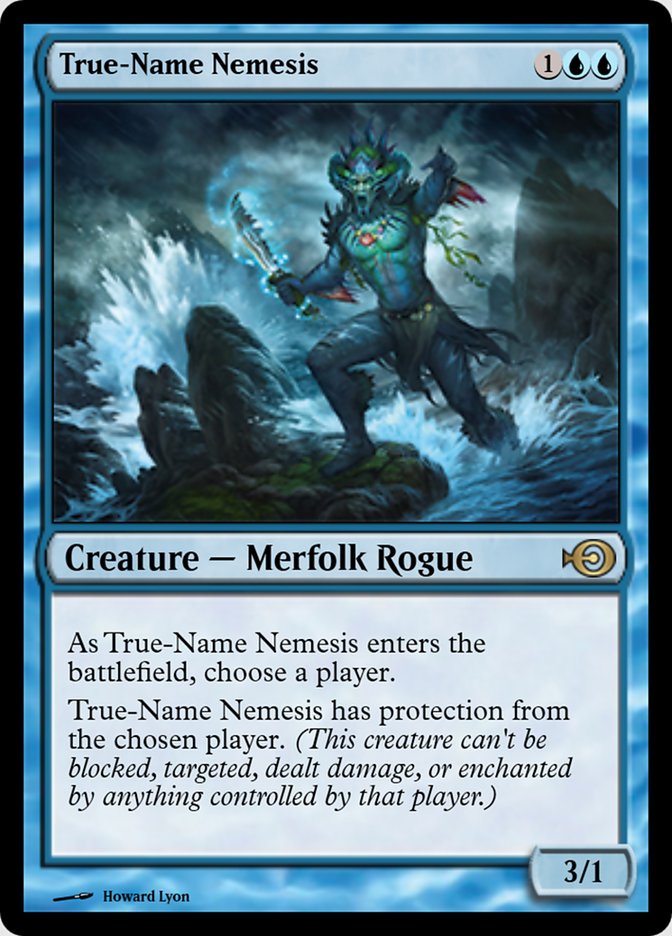 True-Name Nemesis 1
Creature — Merfolk Rogue
As True-Name Nemesis enters the
battlefield, choose a player.
True-Name Nemesis has protection from
the chosen player. (This creature can't be
blocked, targeted, dealt damage, or enchanted
by anything controlled by that player.)
3/1
Howard Lyon